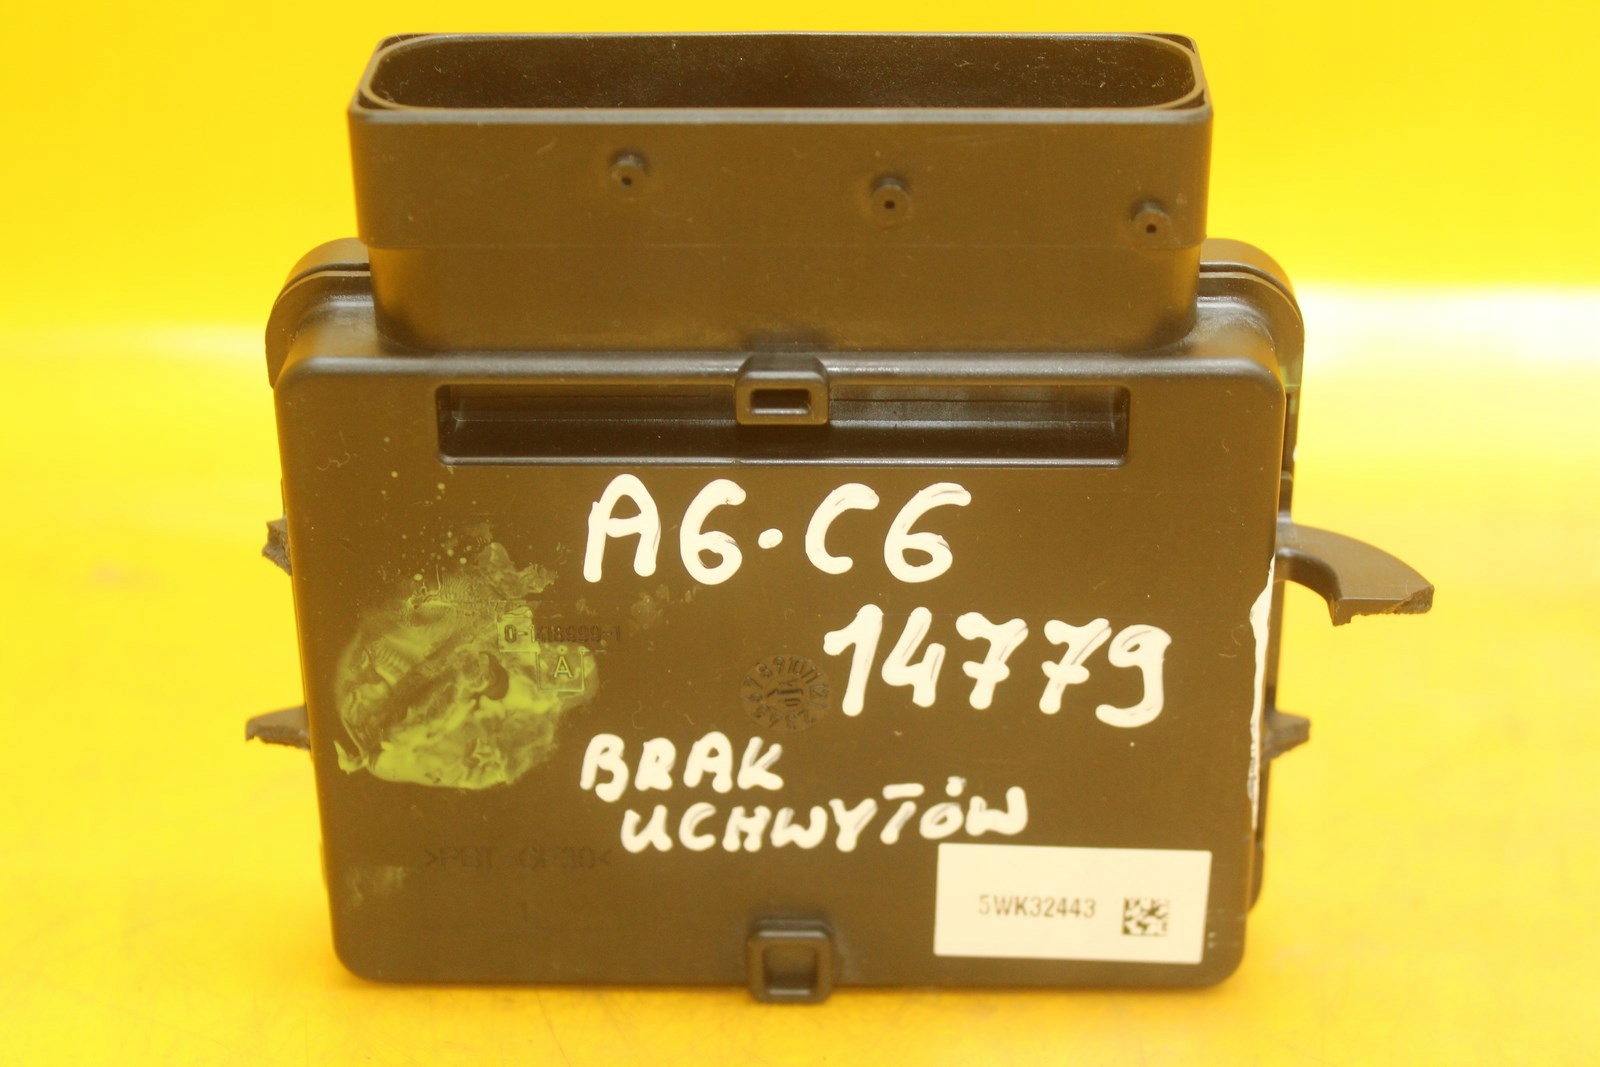 A6·C6
14779
A
BRAK
UCHWYTÓW
5WK32443